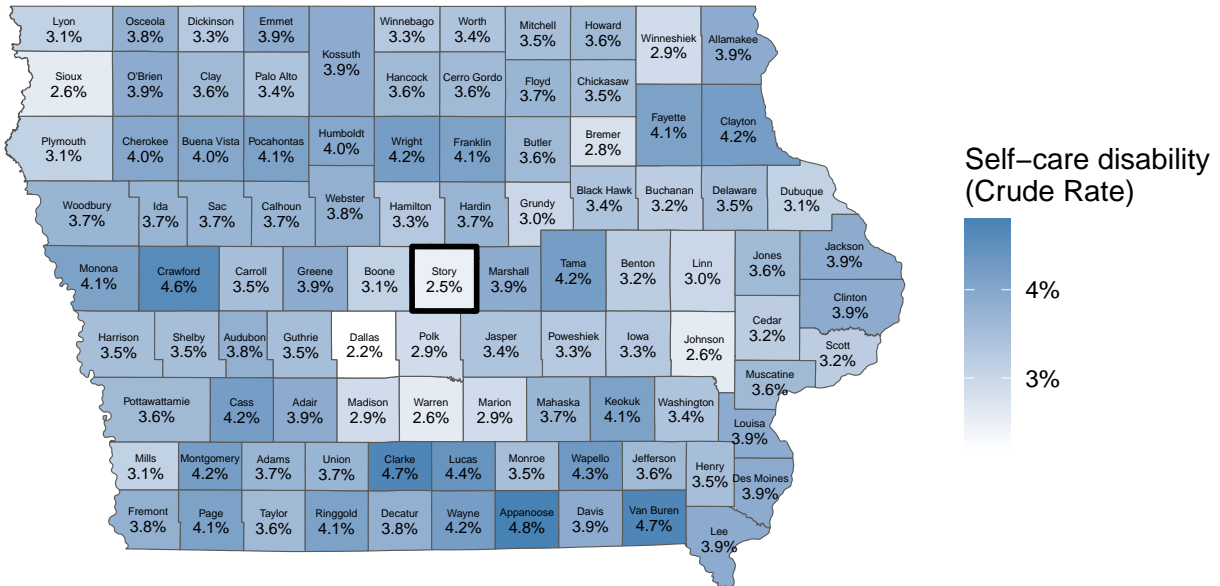 Lyon
3.1%
Osceola
3.8%
Dickinson
3.3%
Emmet
3.9%
Kossuth
3.9%
Winnebago
3.3%
Worth
3.4%
Mitchell
3.5%
Howard
3.6%
Winneshiek
2.9%
Allamakee
3.9%
Sioux
2.6%
O'Brien
3.9%
Clay
3.6%
Palo Alto
3.4%
Hancock
3.6%
Cerro Gordo
3.6%
Floyd
3.7%
Chickasaw
3.5%
Fayette
4.1%
Clayton
4.2%
Plymouth
3.1%
Cherokee
4.0%
Buena Vista
4.0%
Pocahontas
4.1%
Humboldt
4.0%
Wright
4.2%
Franklin
4.1%
Butler
3.6%
Bremer
2.8%
Woodbury
3.7%
Ida
3.7%
Sac
3.7%
Calhoun
3.7%
Webster
3.8%
Hamilton
3.3%
Hardin
3.7%
Grundy
3.0%
Black Hawk
3.4%
Buchanan
3.2%
Delaware
3.5%
Dubuque
3.1%
Monona
4.1%
Crawford
4.6%
Carroll
3.5%
Greene
3.9%
Boone
3.1%
Story
2.5%
Marshall
3.9%
Tama
4.2%
Benton
3.2%
Linn
3.0%
Jones
3.6%
Jackson
3.9%
Clinton
3.9%
Harrison
3.5%
Shelby
3.5%
Audubon
3.8%
Guthrie
3.5%
Dallas
2.2%
Polk
2.9%
Jasper
3.4%
Poweshiek
3.3%
Iowa
3.3%
Johnson
2.6%
Cedar
3.2%
Scott
3.2%
Muscatine
3.6%
Pottawattamie
3.6%
Cass
4.2%
Adair
3.9%
Madison
2.9%
Warren
2.6%
Marion
2.9%
Mahaska
3.7%
Keokuk
4.1%
Washington
3.4%
Louisa
3.9%
Mills
3.1%
Montgomery
4.2%
Adams
3.7%
Union
3.7%
Clarke
4.7%
Lucas
4.4%
Monroe
3.5%
Wapello
4.3%
Jefferson
3.6%
Henry
3.5%
Des Moines
3.9%
Fremont
3.8%
Page
4.1%
Taylor
3.6%
Ringgold
4.1%
Decatur
3.8%
Wayne
4.2%
Appanoose
4.8%
Davis
3.9%
Van Buren
4.7%
Lee
3.9%
Self−care disability
(Crude Rate)
4%
3%